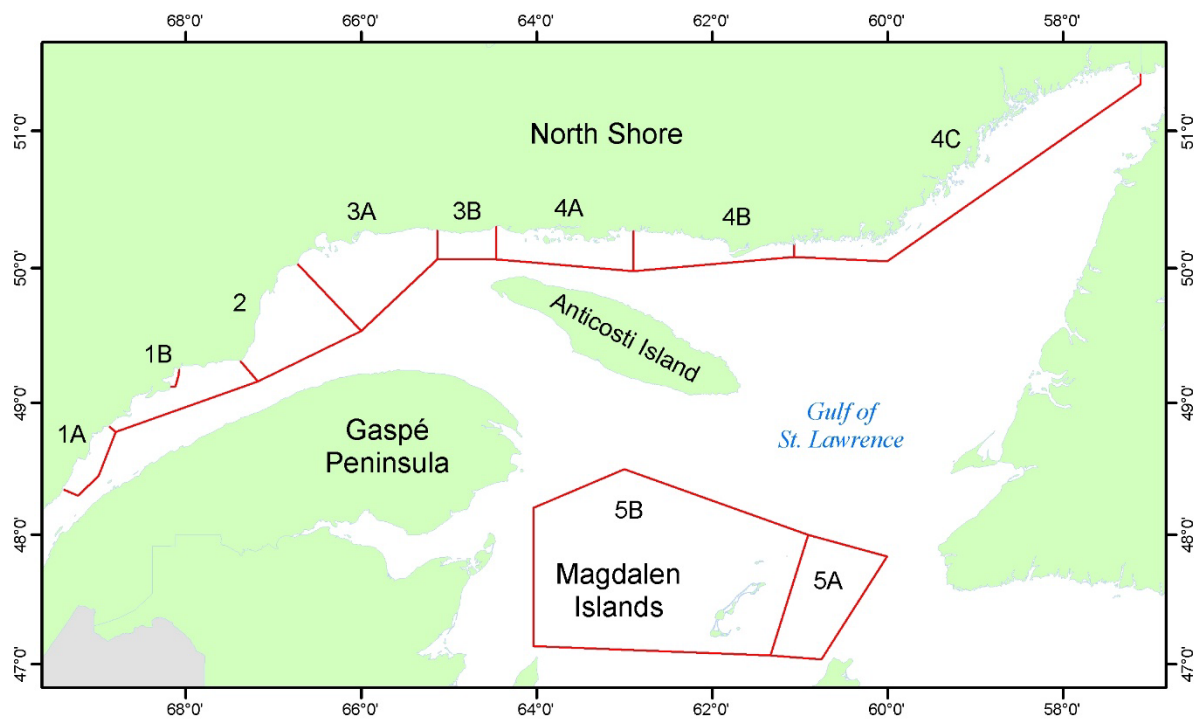 68°0' 66°0' 64°0' 62°0' 60°0' 58°0'
51°0' 51°0'
North Shore
4C
3A 3B 4A 4B
50°0' 50°0'
2
Anticosti Island
1B
49°0' 49°0'
1A
Gaspé
Peninsula
Gulf of
St. Lawrence
5B
48°0' 48°0'
Magdalen
Islands
5A
47°0' 47°0'
68°0' 66°0' 64°0' 62°0' 60°0' 58°0'